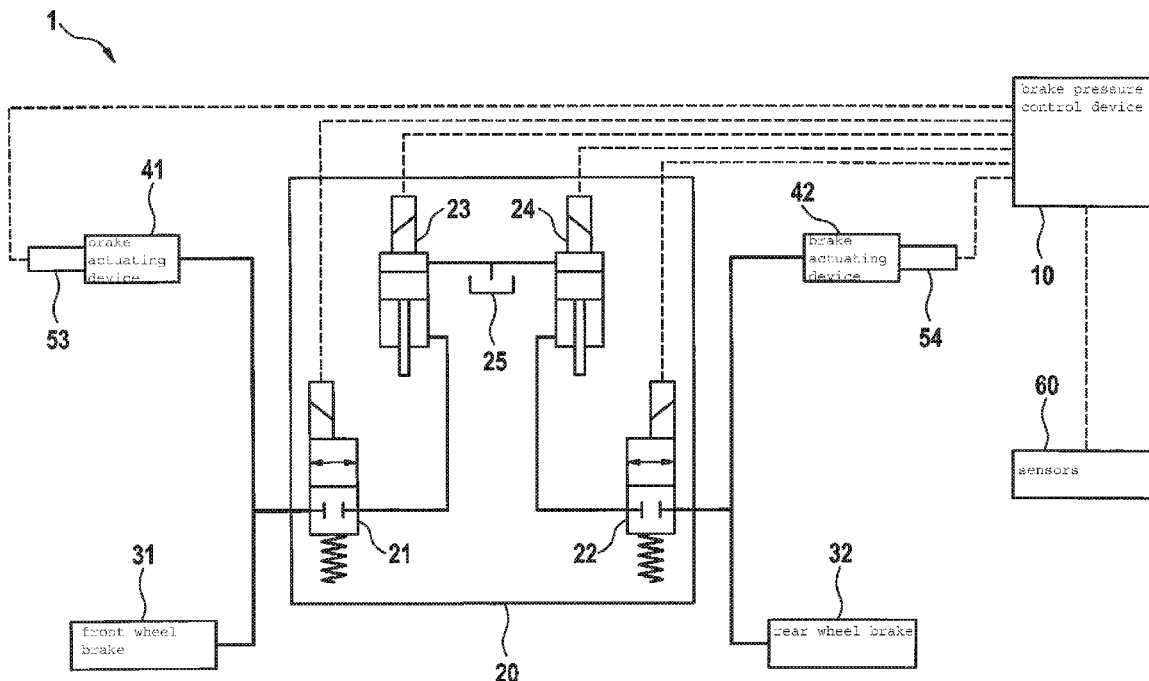 1
brake pressure
control device
41
23
24
42
orake
actuating
device
brake
actuating
device
10
53
25
54
60
sensors
21
22
31
32
front wheel
brake
rear wheel brake
20